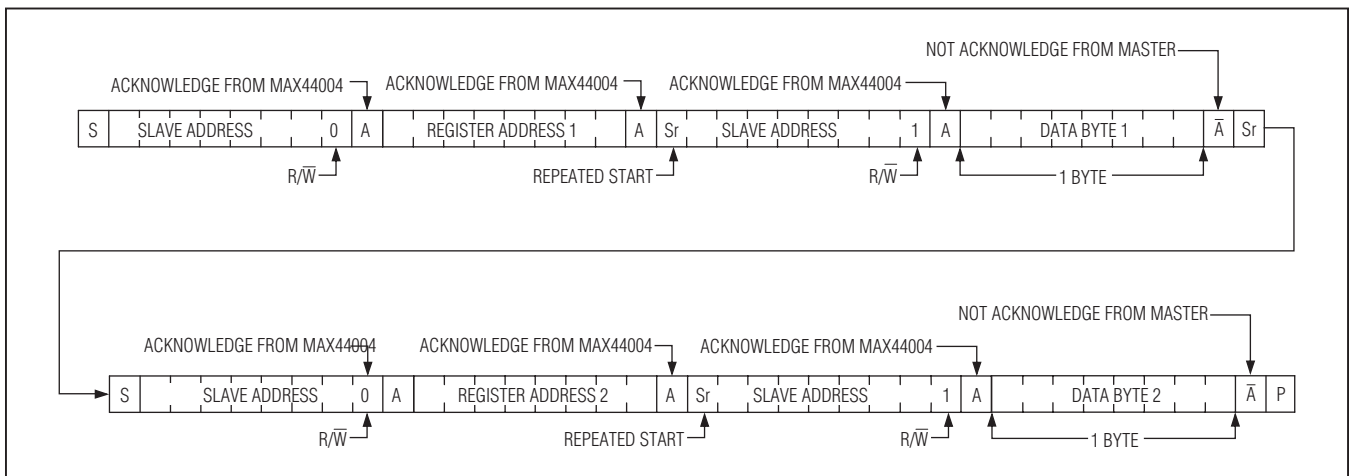 NOT ACKNOWLEDGE FROM MASTER
ACKNOWLEDGE FROM MAX44004 ACKNOWLEDGE FROM MAX44004 ACKNOWLEDGE FROM MAX44004
S SLAVE ADDRESS 0 A REGISTER ADDRESS 1 A Sr SLAVE ADDRESS 1 A DATA BYTE 1 A̅ Sr
R/W̅ REPEATED START R/W̅ 1 BYTE
NOT ACKNOWLEDGE FROM MASTER
ACKNOWLEDGE FROM MAX44004 ACKNOWLEDGE FROM MAX44004 ACKNOWLEDGE FROM MAX44004
S SLAVE ADDRESS 0 A REGISTER ADDRESS 2 A Sr SLAVE ADDRESS 1 A DATA BYTE 2 A̅ P
R/W̅ REPEATED START R/W̅ 1 BYTE